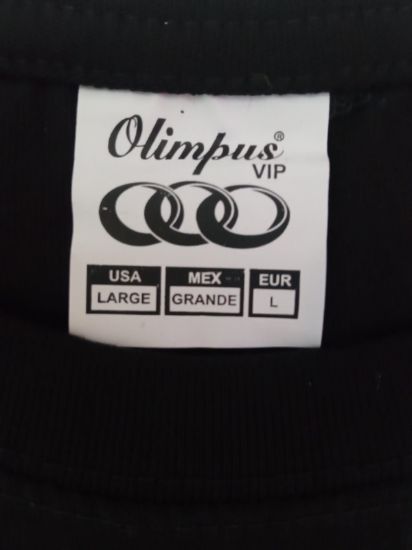 Olimpus®
VIP
USA MEX EUR
LARGE GRANDE L